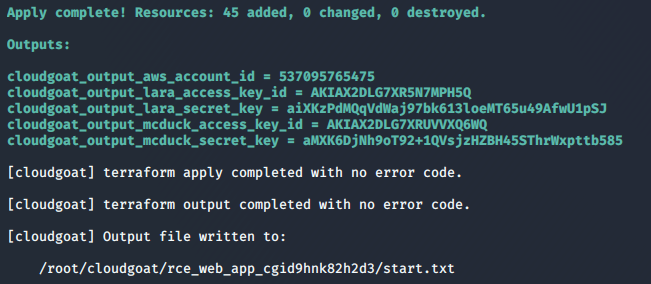 Apply complete! Resources: 45 added, 0 changed, 0 destroyed.
Outputs:
cloudgoat_output_aws_account_id = 537095765475
cloudgoat_output_lara_access_key_id = AKIAX2DLG7XR5N7MPH5Q
cloudgoat_output_lara_secret_key = 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
cloudgoat_output_mcduck_access_key_id = AKIAX2DLG7XRUVVXQ6WQ
cloudgoat_output_mcduck_secret_key = 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
[cloudgoat] terraform apply completed with no error code.
[cloudgoat] terraform output completed with no error code.
[cloudgoat] Output file written to:
/root/cloudgoat/rce_web_app_cgid9hnk82h2d3/start.txt